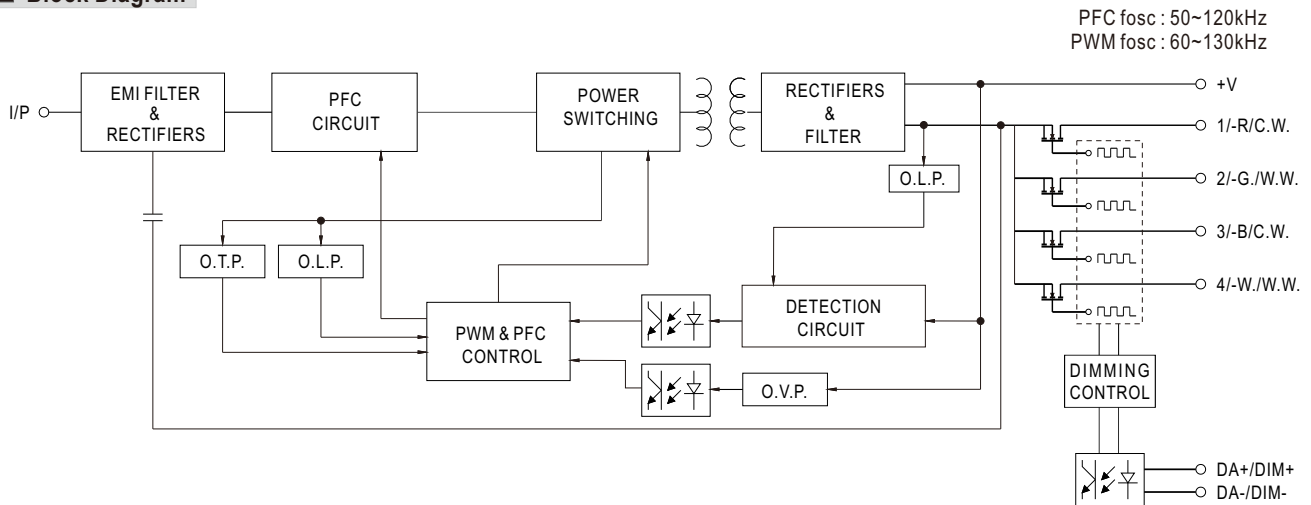 Block Diagram
PFC fosc : 50~120kHz
PWM fosc : 60~130kHz
I/P
EMI FILTER
&
RECTIFIERS
PFC
CIRCUIT
POWER
SWITCHING
RECTIFIERS
&
FILTER
+V
1/-R/C.W.
2/-G./W.W.
3/-B/C.W.
4/-W./W.W.
O.L.P.
O.T.P.
O.L.P.
PWM & PFC
CONTROL
DETECTION
CIRCUIT
O.V.P.
DIMMING
CONTROL
DA+/DIM+
DA-/DIM-